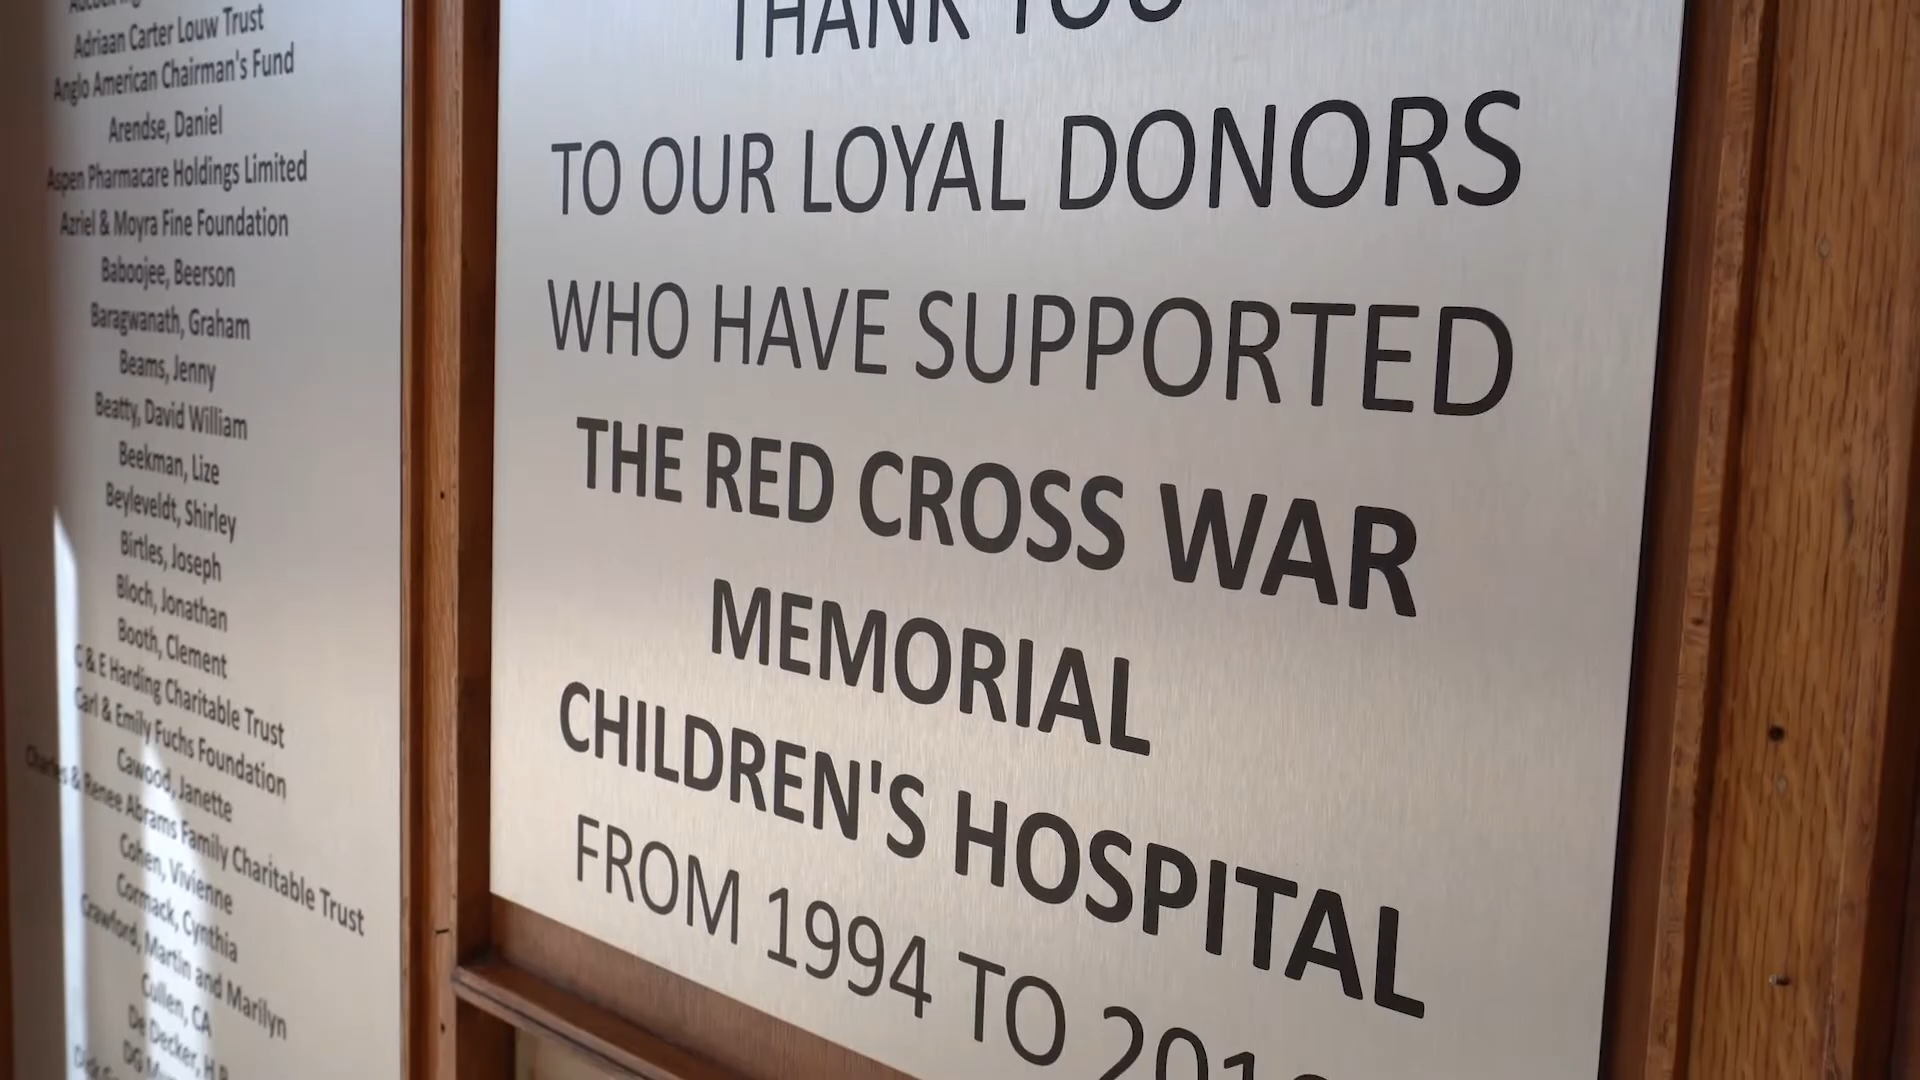 Adriaan Carter Louw Trust
Anglo American Chairman's Fund
Arendse, Daniel
Aspen Pharmacare Holdings Limited
Azriel & Moyra Fine Foundation
Baboojee, Beerson
Baragwanath, Graham
Beams, Jenny
Beatty, David William
Beekman, Lize
Beyleveldt, Shirley
Birtles, Joseph
Bloch, Jonathan
Booth, Clement
C & E Harding Charitable Trust
Carl & Emily Fuchs Foundation
Cawood, Janette
Charles & Renee Abrams Family Charitable Trust
Cohen, Vivienne
Cormack, Cynthia
Crawford, Martin and Marilyn
Cullen, CA
De Decker, H.P.
DG
THANK YOU
TO OUR LOYAL DONORS
WHO HAVE SUPPORTED
THE RED CROSS WAR
MEMORIAL
CHILDREN'S HOSPITAL
FROM 1994 TO